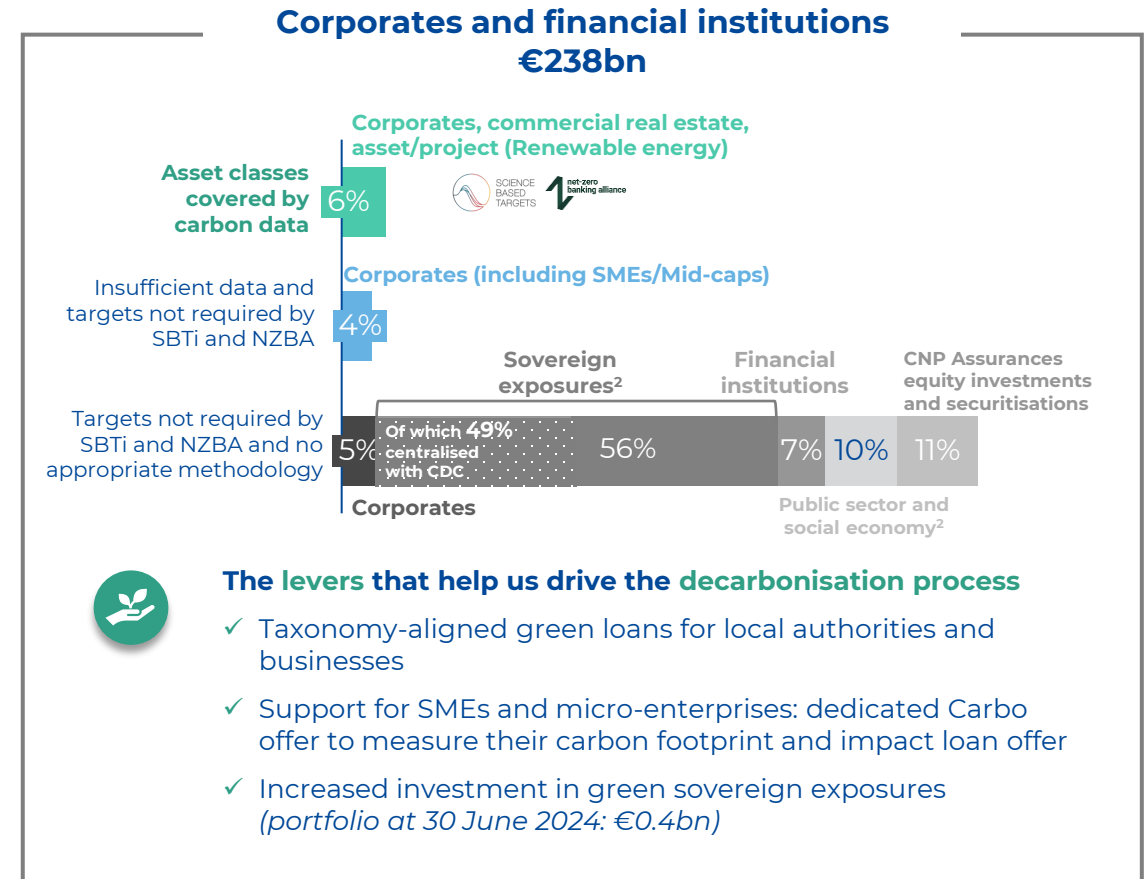 Corporates and financial institutions
€238bn
Corporates, commercial real estate,
asset/project (Renewable energy)
Asset classes
covered by
carbon data
6%
SCIENCE
BASED
TARGETS
net-zero
banking alliance
Corporates (including SMEs/Mid-caps)
Insufficient data and
targets not required by
SBTi and NZBA
4%
Sovereign
exposures²
Financial
institutions
CNP Assurances
equity investments
and securitisations
Targets not required by
SBTi and NZBA and no
appropriate methodology
5%
Of which 49%
centralised
with CDC
56%
7%
10%
11%
Corporates
Public sector and
social economy²
The levers that help us drive the decarbonisation process
✓ Taxonomy-aligned green loans for local authorities and
businesses
✓ Support for SMEs and micro-enterprises: dedicated Carbo
offer to measure their carbon footprint and impact loan offer
✓ Increased investment in green sovereign exposures
(portfolio at 30 June 2024: €0.4bn)